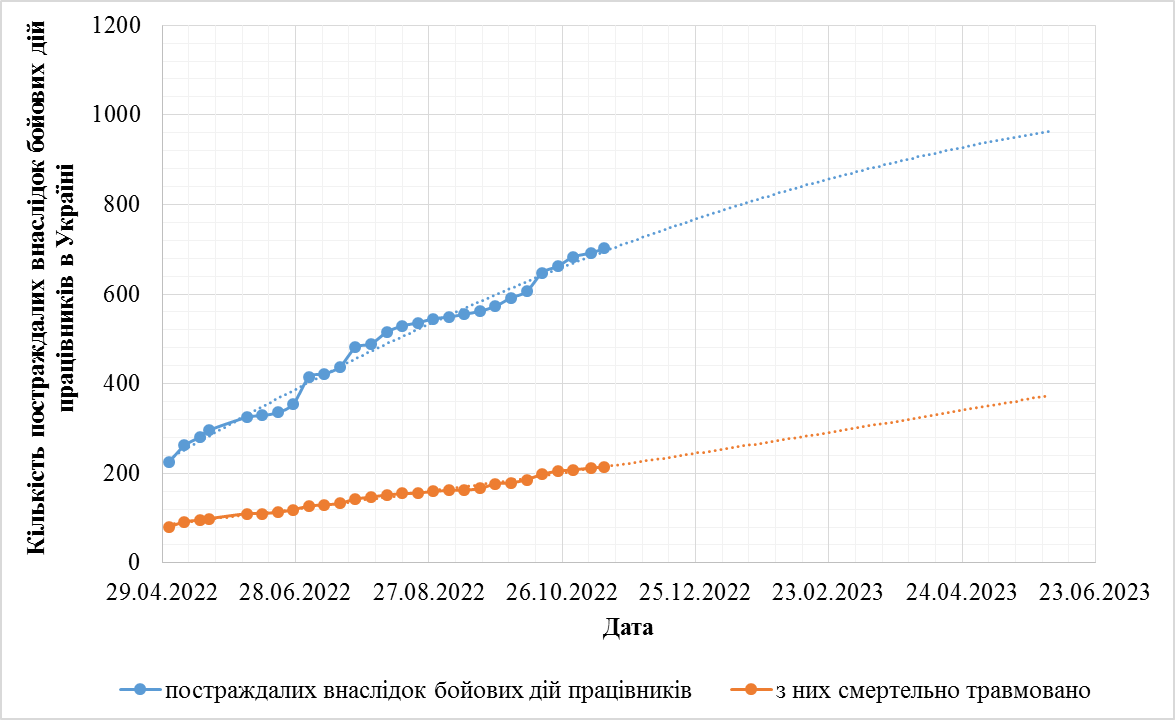 Кількість постраждалих внаслідок бойових дій
працівників в Україні
1200
1000
800
600
400
200
0
29.04.2022 28.06.2022 27.08.2022 26.10.2022 25.12.2022 23.02.2023 24.04.2023 23.06.2023
Дата
постраждалих внаслідок бойових дій працівників з них смертельно травмовано